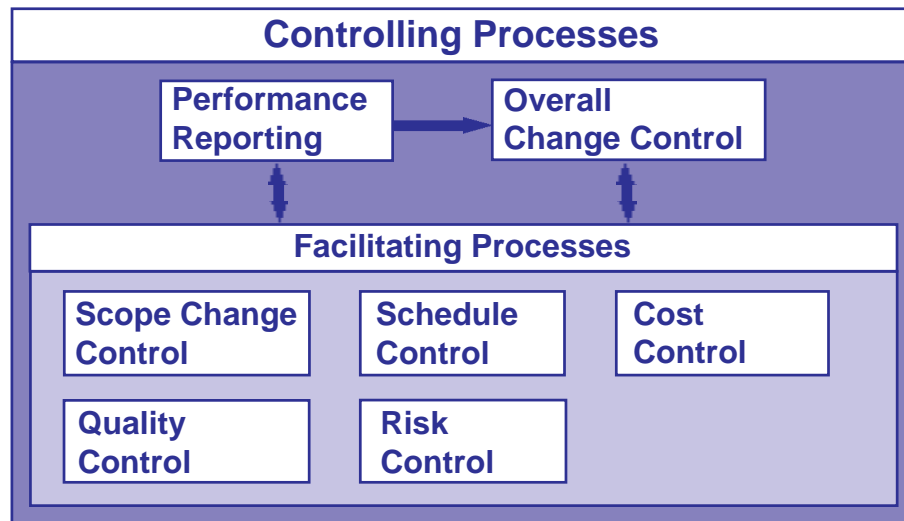 Controlling Processes
Performance
Reporting
Overall
Change Control
Facilitating Processes
Scope Change
Control
Schedule
Control
Cost
Control
Quality
Control
Risk
Control